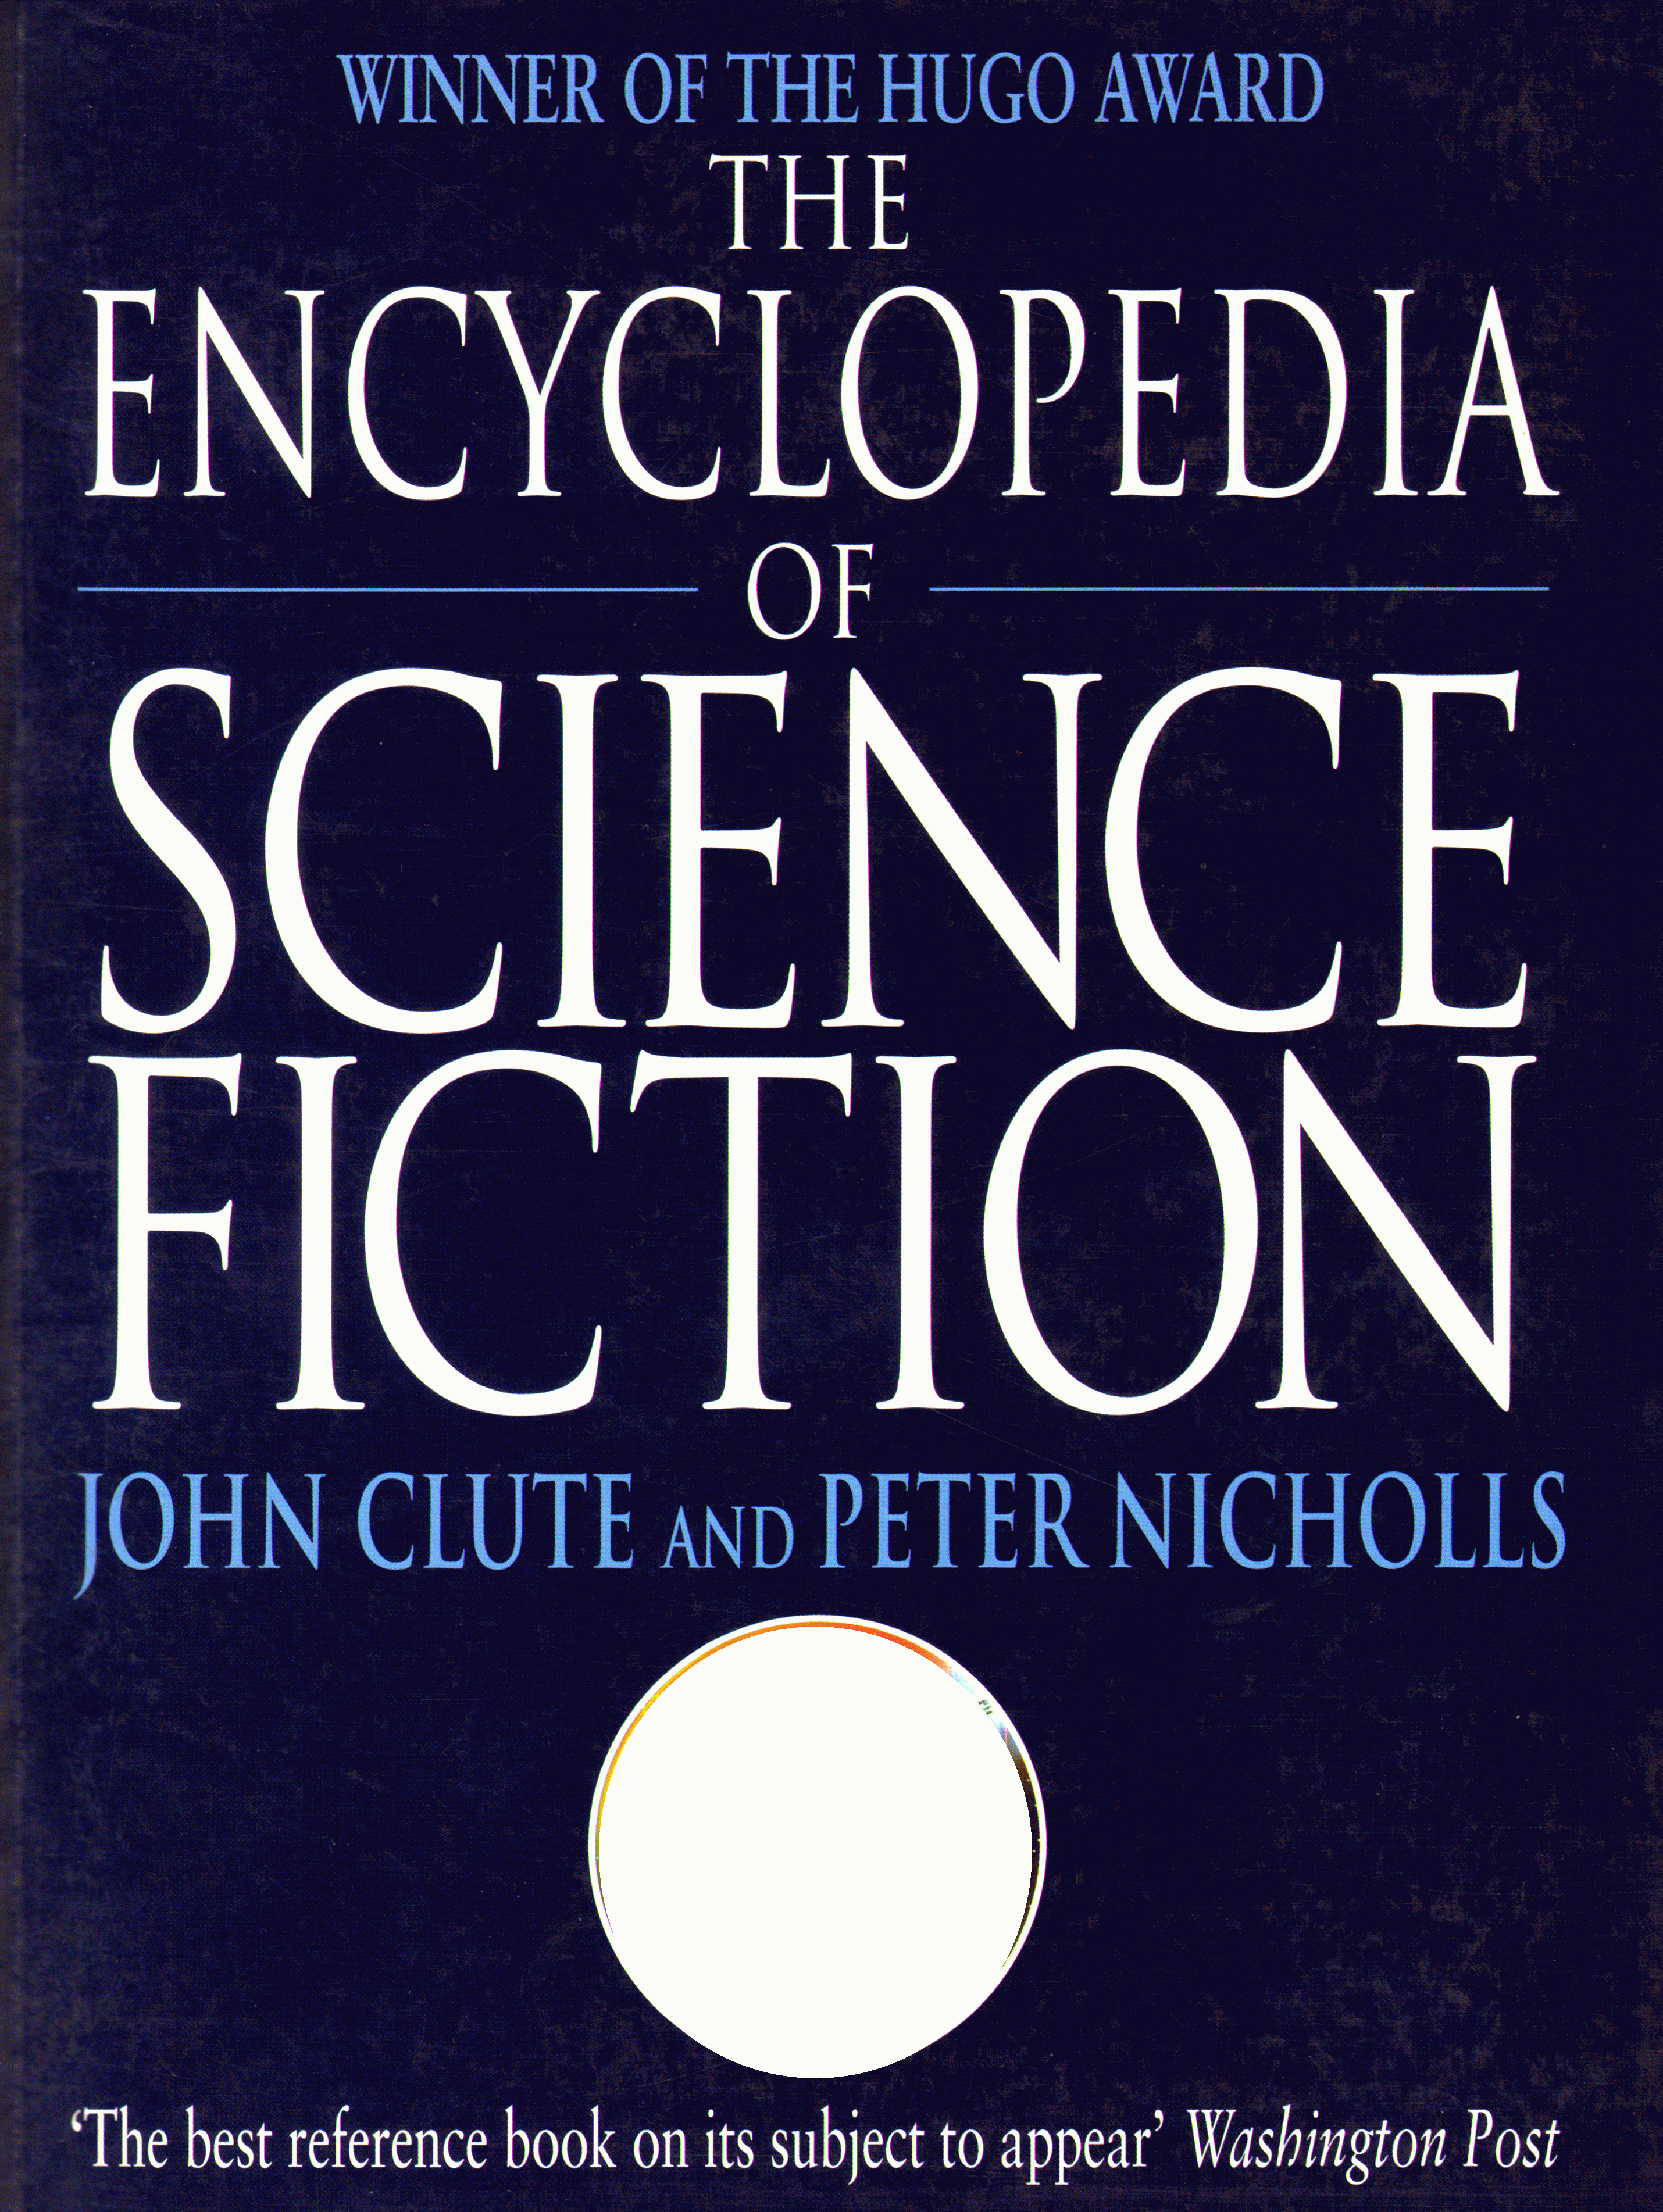 WINNER OF THE HUGO AWARD
THE
ENCYCLOPEDIA
OF
SCIENCE
FICTION
JOHN CLUTE AND PETER NICHOLLS
‘The best reference book on its subject to appear’ Washington Post